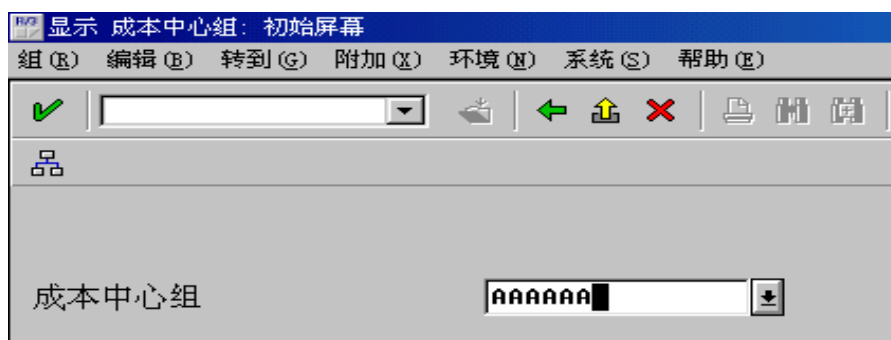 R/3 显示 成本中心组: 初始屏幕
组(R) 编辑(B) 转到(G) 附加(X) 环境(N) 系统(S) 帮助(E)
成本中心组 AAAAAA